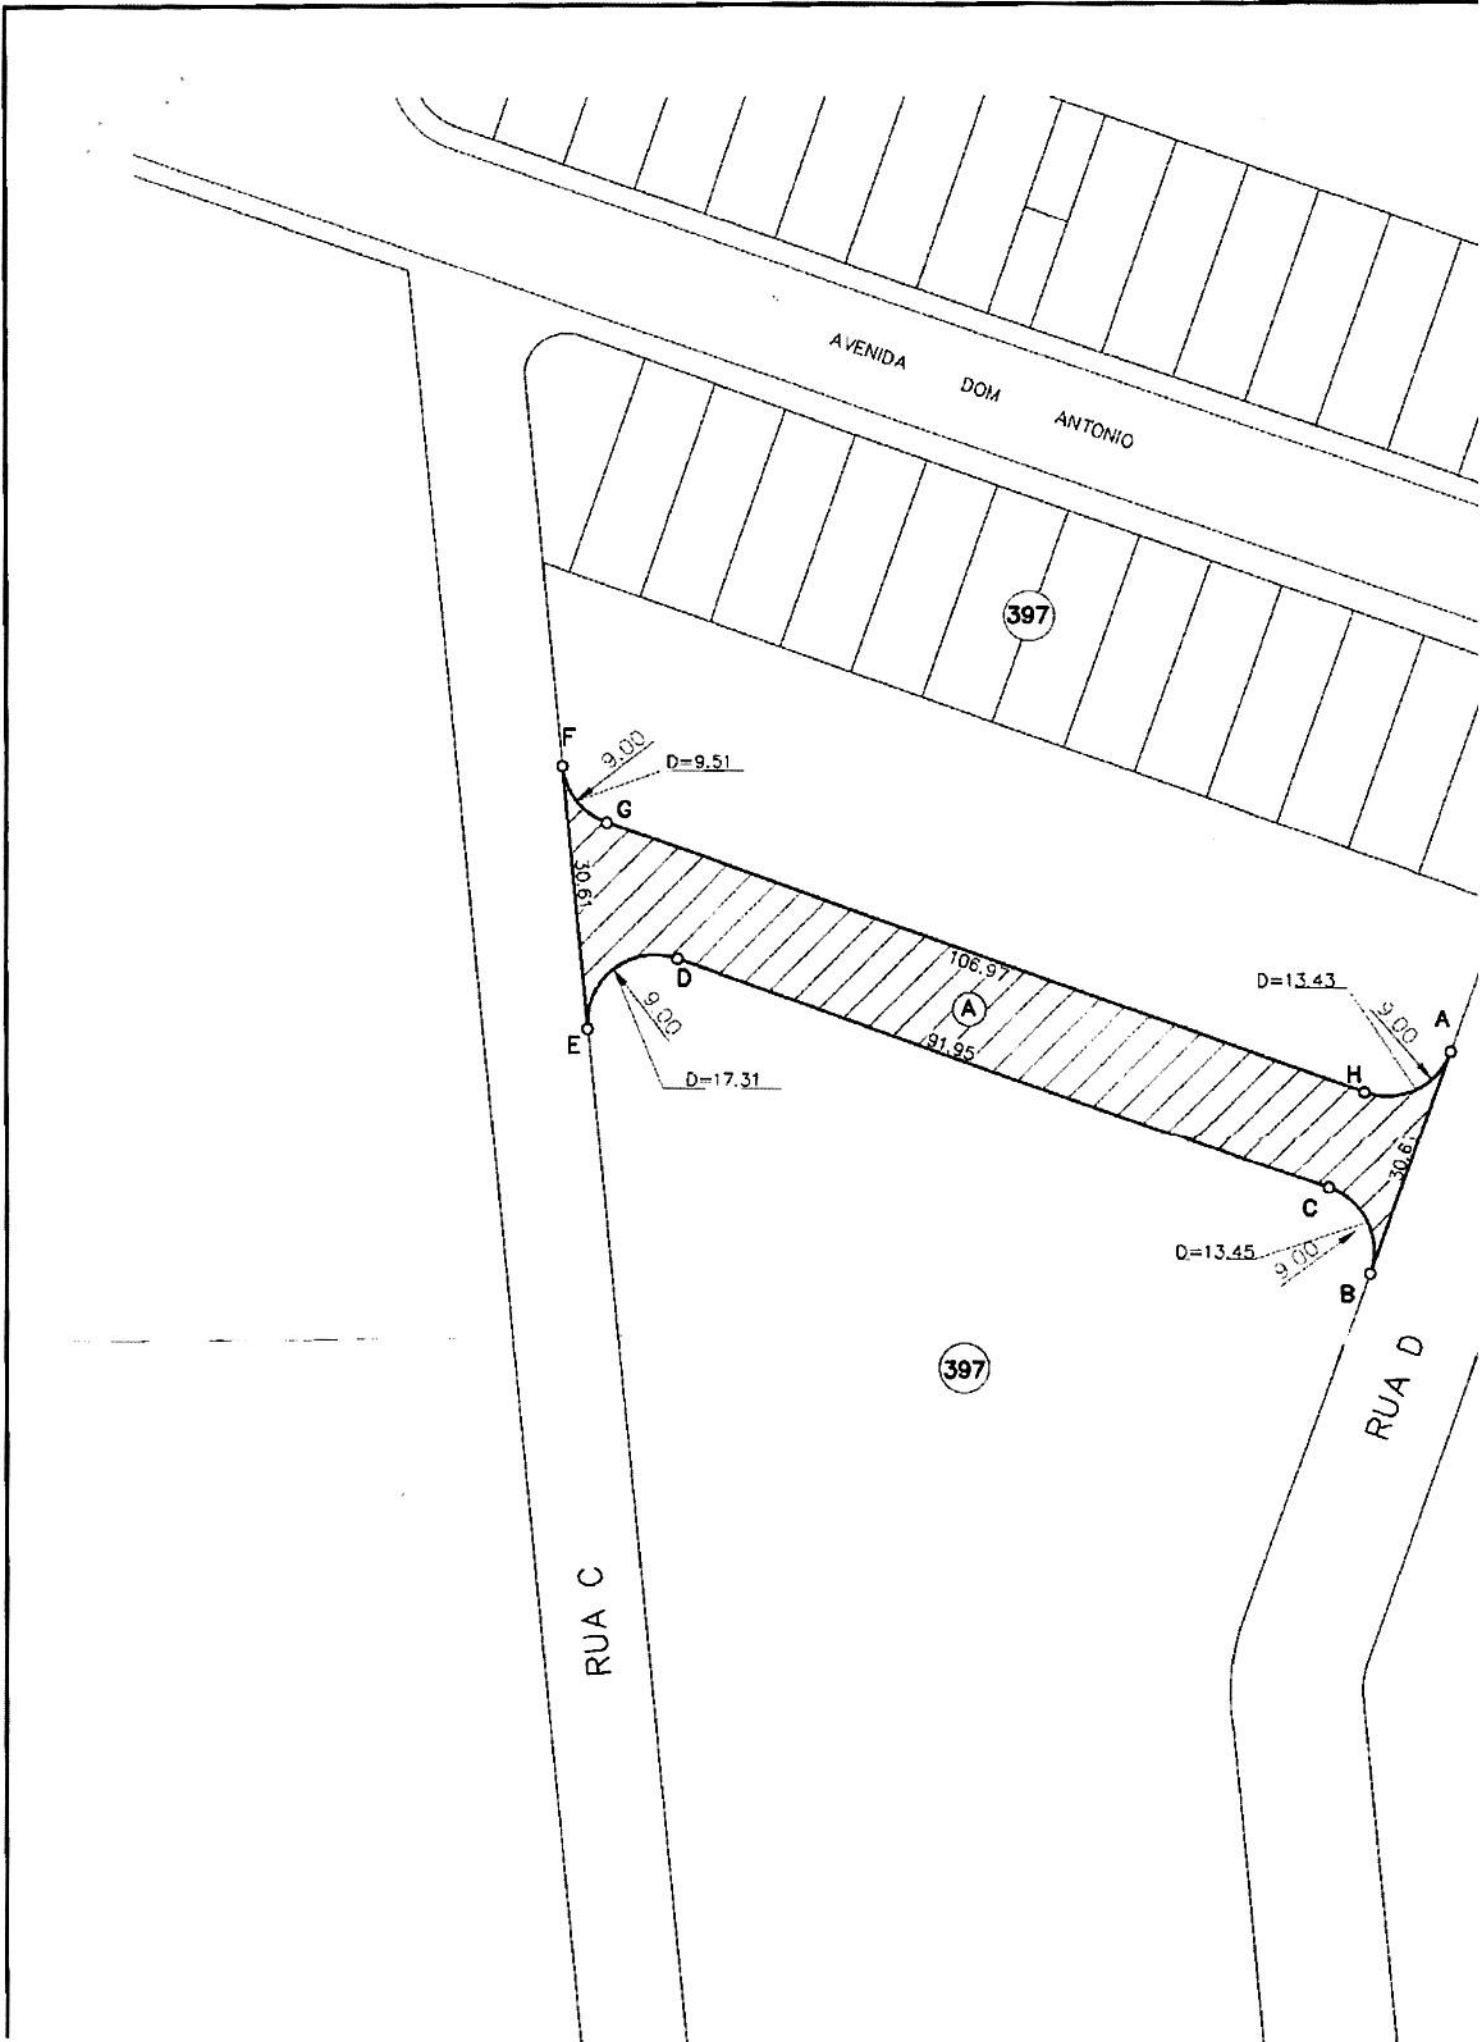 AVENIDA DOM ANTONIO
397
F
9.00
D=9.51
G
30.61
106.97
D=13.43
9.00
A
D
A
9.00
91.95
E
H
D=17.31
30.61
C
D=13.45
9.00
B
397
RUA D
RUA C